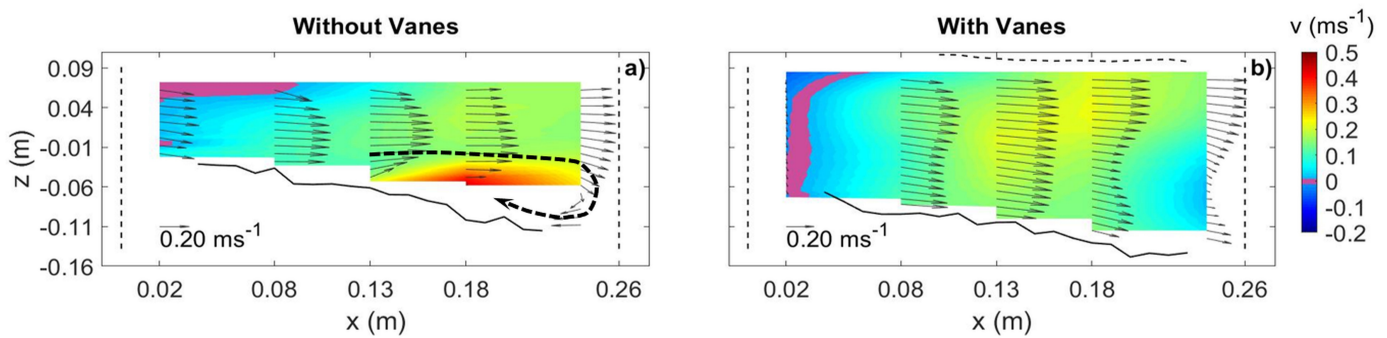 Without Vanes
With Vanes
v (ms⁻¹)
a)
b)
0.09
0.04
-0.01
-0.06
-0.11
-0.16
z (m)
0.20 ms⁻¹
0.20 ms⁻¹
0.5
0.4
0.3
0.2
0.1
0
-0.1
-0.2
0.02 0.08 0.13 0.18 0.26
0.02 0.08 0.13 0.18 0.26
x (m)
x (m)